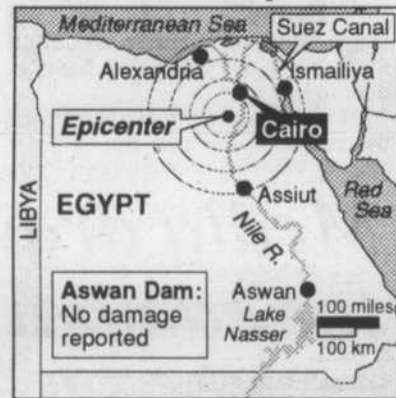 Mediterranean Sea
Suez Canal
Alexandria
Ismailiya
Epicenter
Cairo
Assiut
Red
Sea
LIBYA
EGYPT
Nile R.
Aswan Dam:
No damage
reported
Aswan
Lake
Nasser
100 miles
100 km